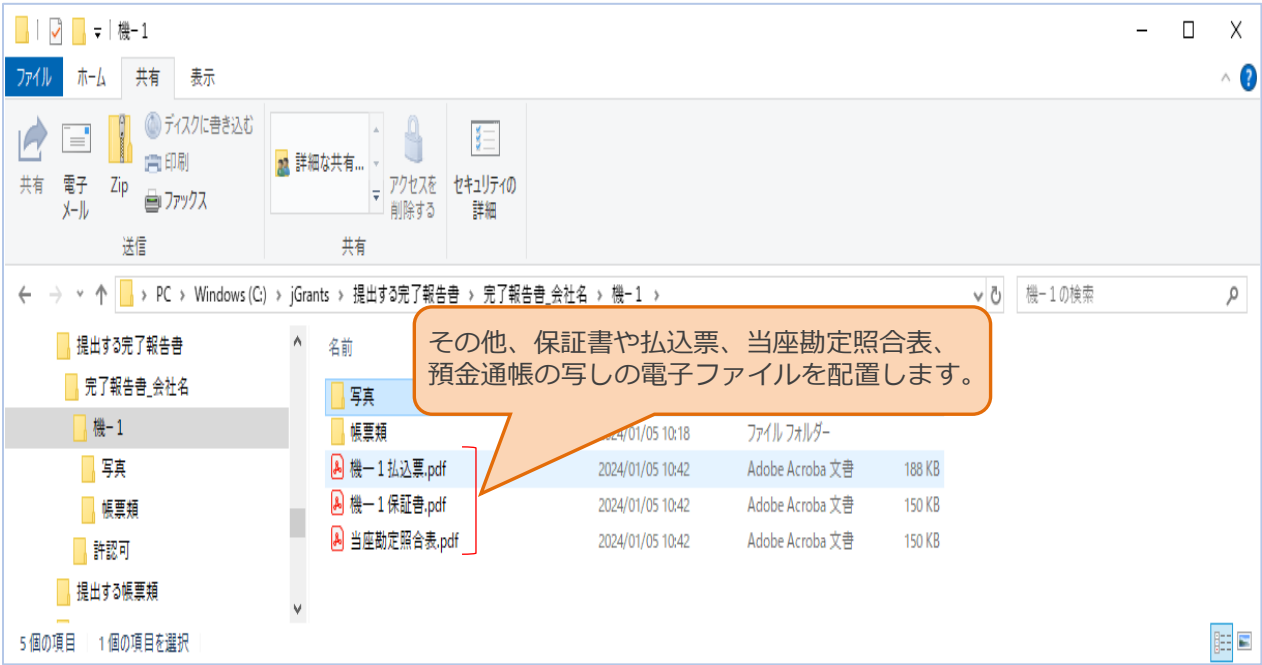 機−1
ファイル ホーム 共有 表示
共有
電子
メール
Zip
ディスクに書き込む
印刷
ファックス
送信
詳細な共有...
アクセスを
削除する
共有
セキュリティの
詳細
PC › Windows (C:) › jGrants › 提出する完了報告書 › 完了報告書_会社名 › 機−1 ›
機−1の検索
提出する完了報告書
完了報告書_会社名
機−1
写真
帳票類
許認可
提出する帳票類
名前
その他、保証書や払込票、当座勘定照合表、
預金通帳の写しの電子ファイルを配置します。
写真
帳票類 2024/01/05 10:18 ファイル フォルダー
機ー1払込票.pdf 2024/01/05 10:42 Adobe Acroba 文書 188 KB
機ー1保証書.pdf 2024/01/05 10:42 Adobe Acroba 文書 150 KB
当座勘定照合表.pdf 2024/01/05 10:42 Adobe Acroba 文書 150 KB
5 個の項目 1 個の項目を選択